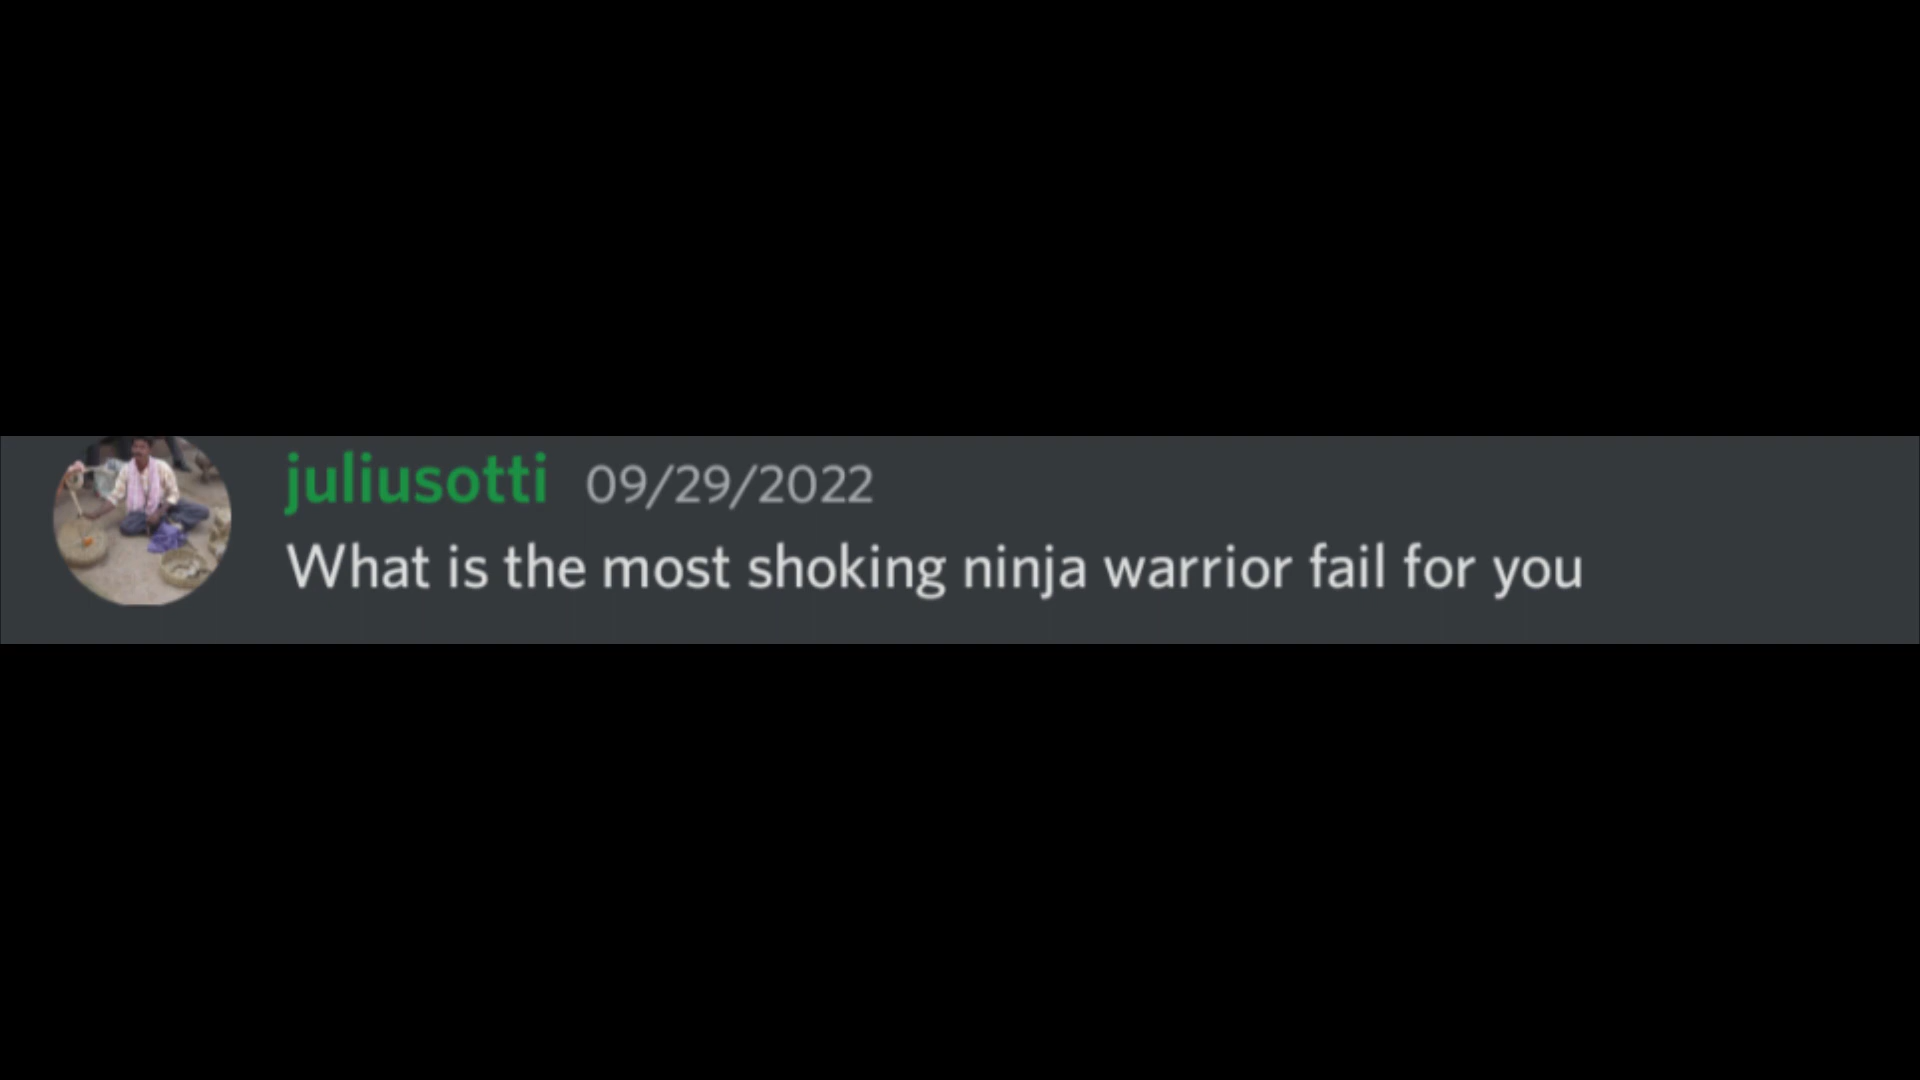 juliusotti 09/29/2022
What is the most shoking ninja warrior fail for you